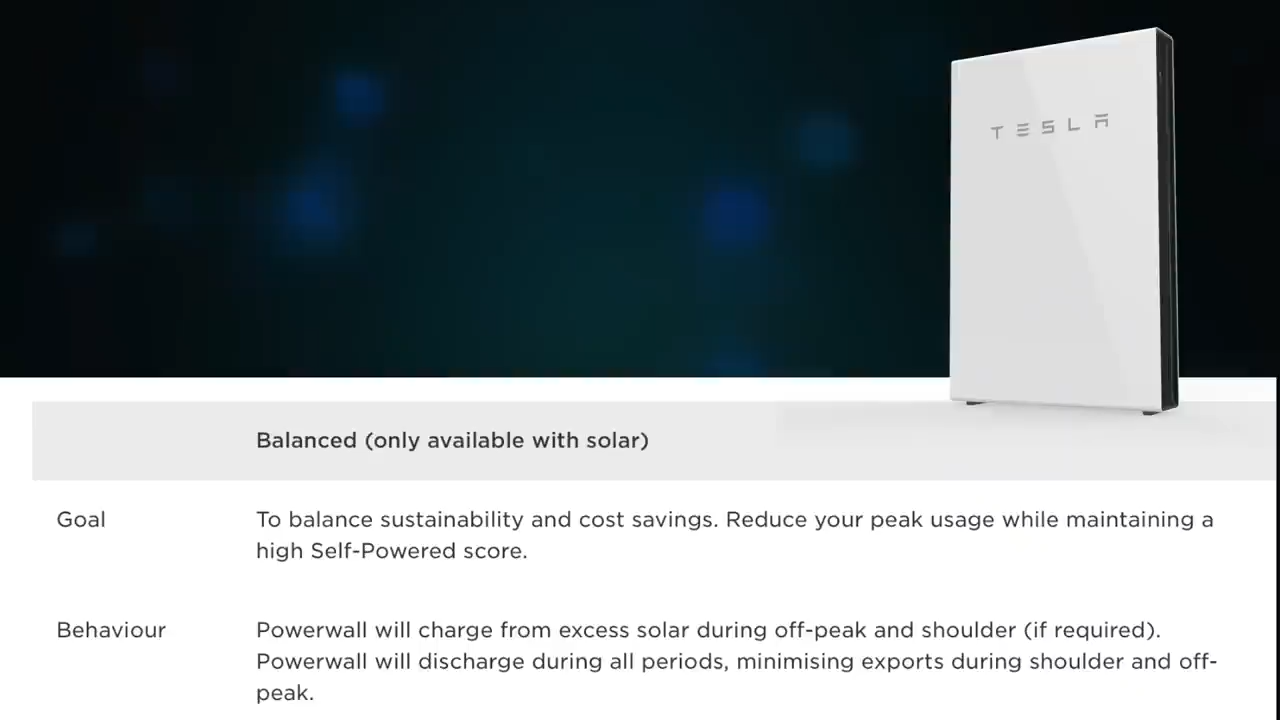 TESLA
Balanced (only available with solar)
Goal
To balance sustainability and cost savings. Reduce your peak usage while maintaining a
high Self-Powered score.
Behaviour
Powerwall will charge from excess solar during off-peak and shoulder (if required).
Powerwall will discharge during all periods, minimising exports during shoulder and off-
peak.